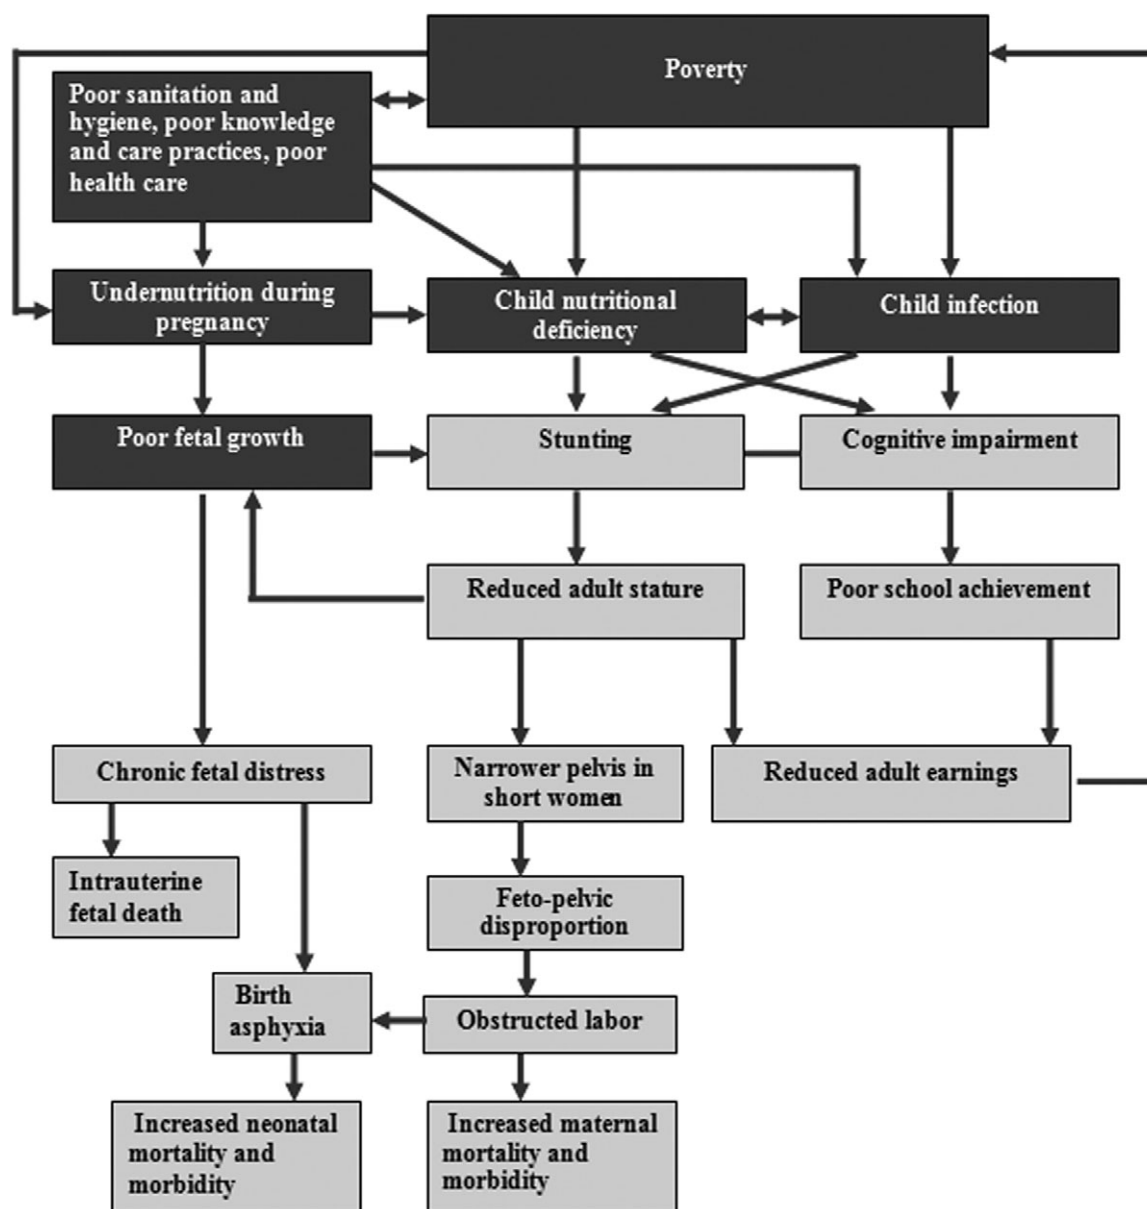 Poverty
Poor sanitation and
hygiene, poor knowledge
and care practices, poor
health care
Undernutrition during
pregnancy
Child nutritional
deficiency
Child infection
Poor fetal growth
Stunting
Cognitive impairment
Reduced adult stature
Poor school achievement
Chronic fetal distress
Narrower pelvis in
short women
Reduced adult earnings
Intrauterine
fetal death
Feto-pelvic
disproportion
Birth
asphyxia
Obstructed labor
Increased neonatal
mortality and
morbidity
Increased maternal
mortality and
morbidity